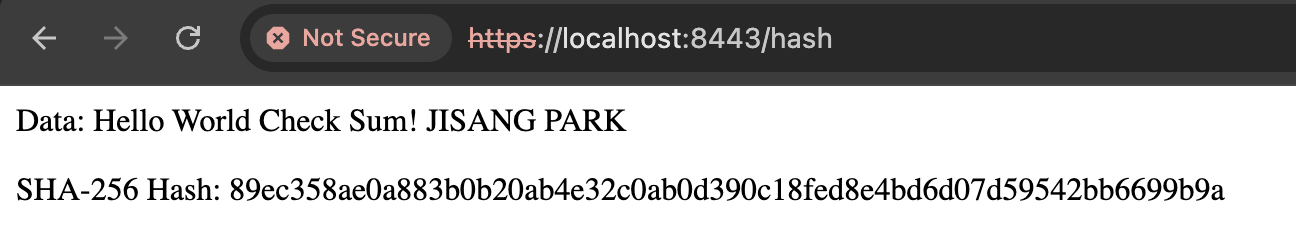 Not Secure https://localhost:8443/hash
Data: Hello World Check Sum! JISANG PARK
SHA-256 Hash: 89ec358ae0a883b0b20ab4e32c0ab0d390c18fed8e4bd6d07d59542bb6699b9a